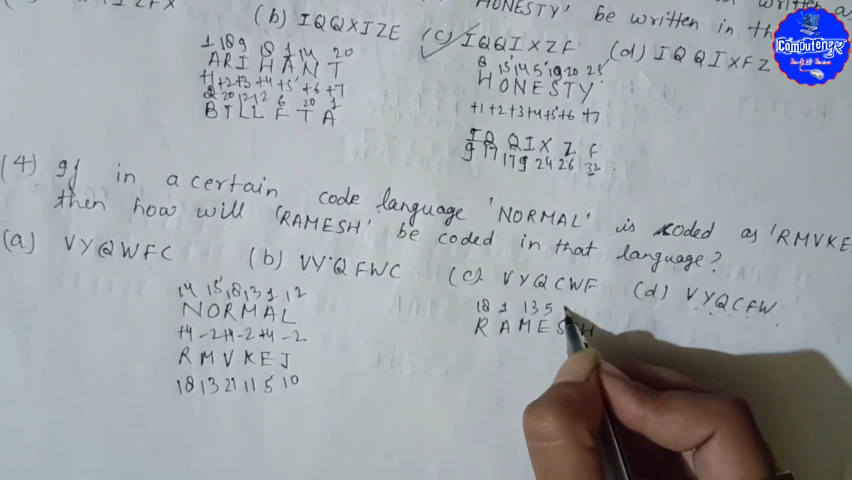 HONESTY' be written in th
(b) IQQXJZE (c) IQQIXZF (d) IQQIXFZ
1 18 9 18 1 14 20
ARIHANT
+1 +2 +3 +4 +5 +6 +7
2 20 12 12 6 20 1
BTLLFTA
8 15 14 5 19 20 25
HONESTY
+1 +2 +3 +4 +5 +6 +7
IQQIXZF
9 17 17 9 24 26 32
(4) If in a certain code language 'NORMAL' is coded as 'RMVKE
then how will 'RAMESH' be coded in that language?
(a) VYQWFC (b) VYQFWC (c). VYQCWF (d) VYQCFW
14 15 18 13 1 12
NORMAL
+4 -2 +4 -2 +4 -2
RMVKEJ
18 13 21 11 5 10
18 1 13 5
RAMESH
COMPUTENZR